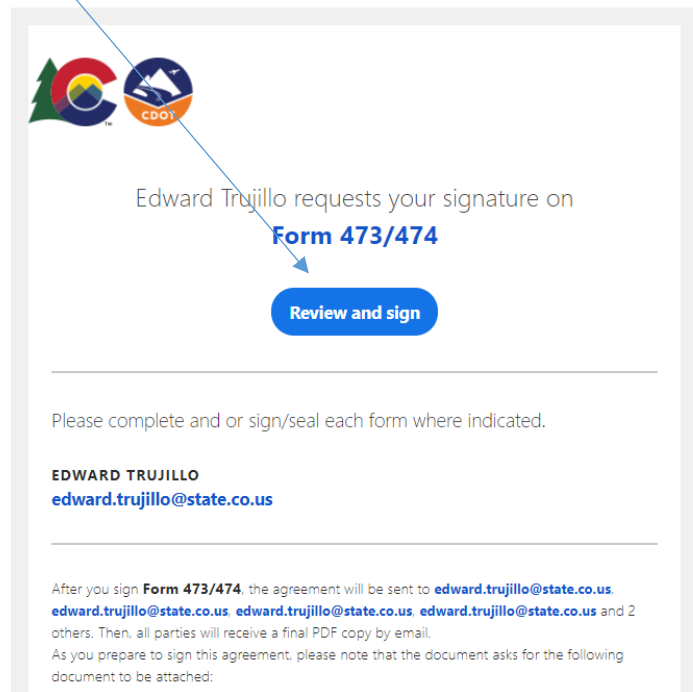 CDOT
Edward Trujillo requests your signature on
Form 473/474
Review and sign
Please complete and or sign/seal each form where indicated.
EDWARD TRUJILLO
edward.trujillo@state.co.us
After you sign Form 473/474, the agreement will be sent to edward.trujillo@state.co.us,
edward.trujillo@state.co.us, edward.trujillo@state.co.us, edward.trujillo@state.co.us and 2
others. Then, all parties will receive a final PDF copy by email.
As you prepare to sign this agreement, please note that the document asks for the following
document to be attached: